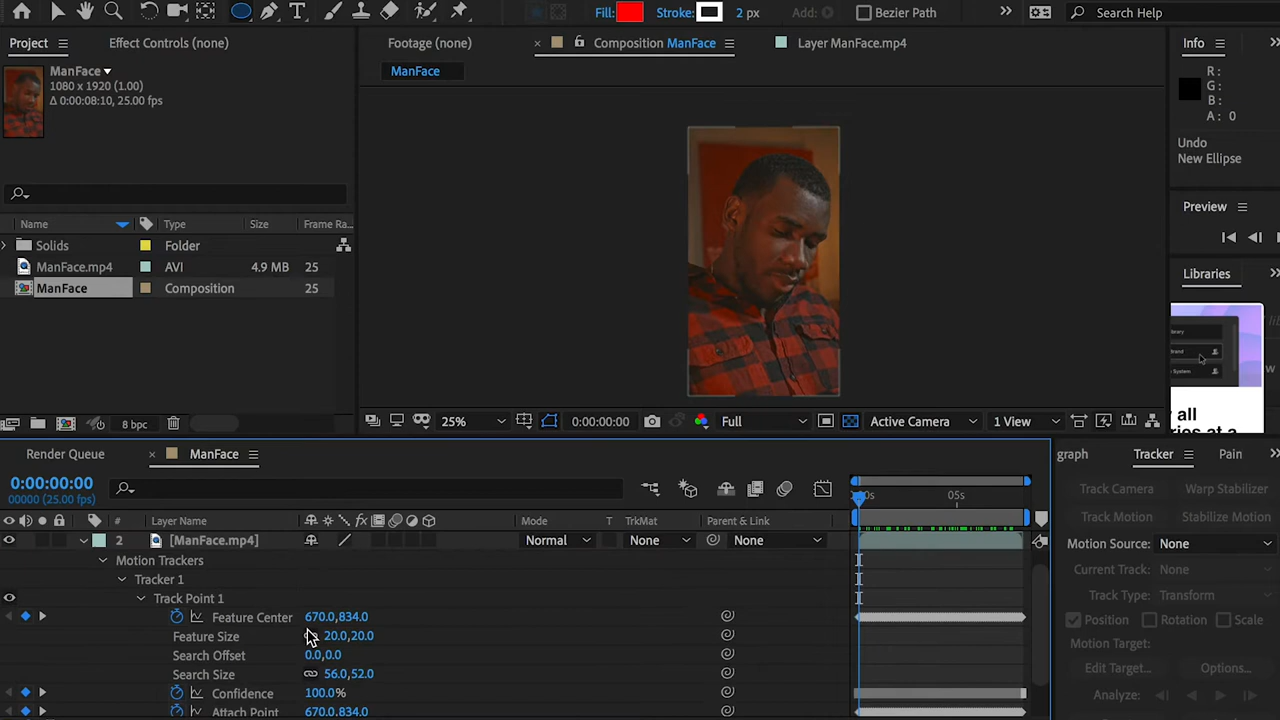 Fill: Stroke: 2 px Add: Bezier Path Search Help
Project Effect Controls (none) Footage (none) Composition ManFace Layer ManFace.mp4 Info
ManFace
ManFace
1080 x 1920 (1.00)
Δ 0:00:08:10, 25.00 fps
R:
G:
B:
A: 0
Undo
New Ellipse
Name Type Size Frame Ra...
Solids Folder
ManFace.mp4 AVI 4.9 MB 25
ManFace Composition 25
Preview
Libraries
all
8 bpc 25% 0:00:00:00 Full Active Camera 1 View
Render Queue ManFace graph Tracker Pain
0:00:00:00
00000 (25.00 fps)
Track Camera Warp Stabilizer
Track Motion Stabilize Motion
05s
# Layer Name Mode T TrkMat Parent & Link
2 [ManFace.mp4] Normal None None Motion Source: None
Motion Trackers
Current Track: None
Tracker 1
Track Type: Transform
Track Point 1
Feature Center 670.0,834.0 Position Rotation Scale
Feature Size 20.0,20.0 Motion Target:
Search Offset 0.0,0.0
Search Size 56.0,52.0 Edit Target... Options...
Confidence 100.0% Analyze:
Attach Point 670.0,834.0